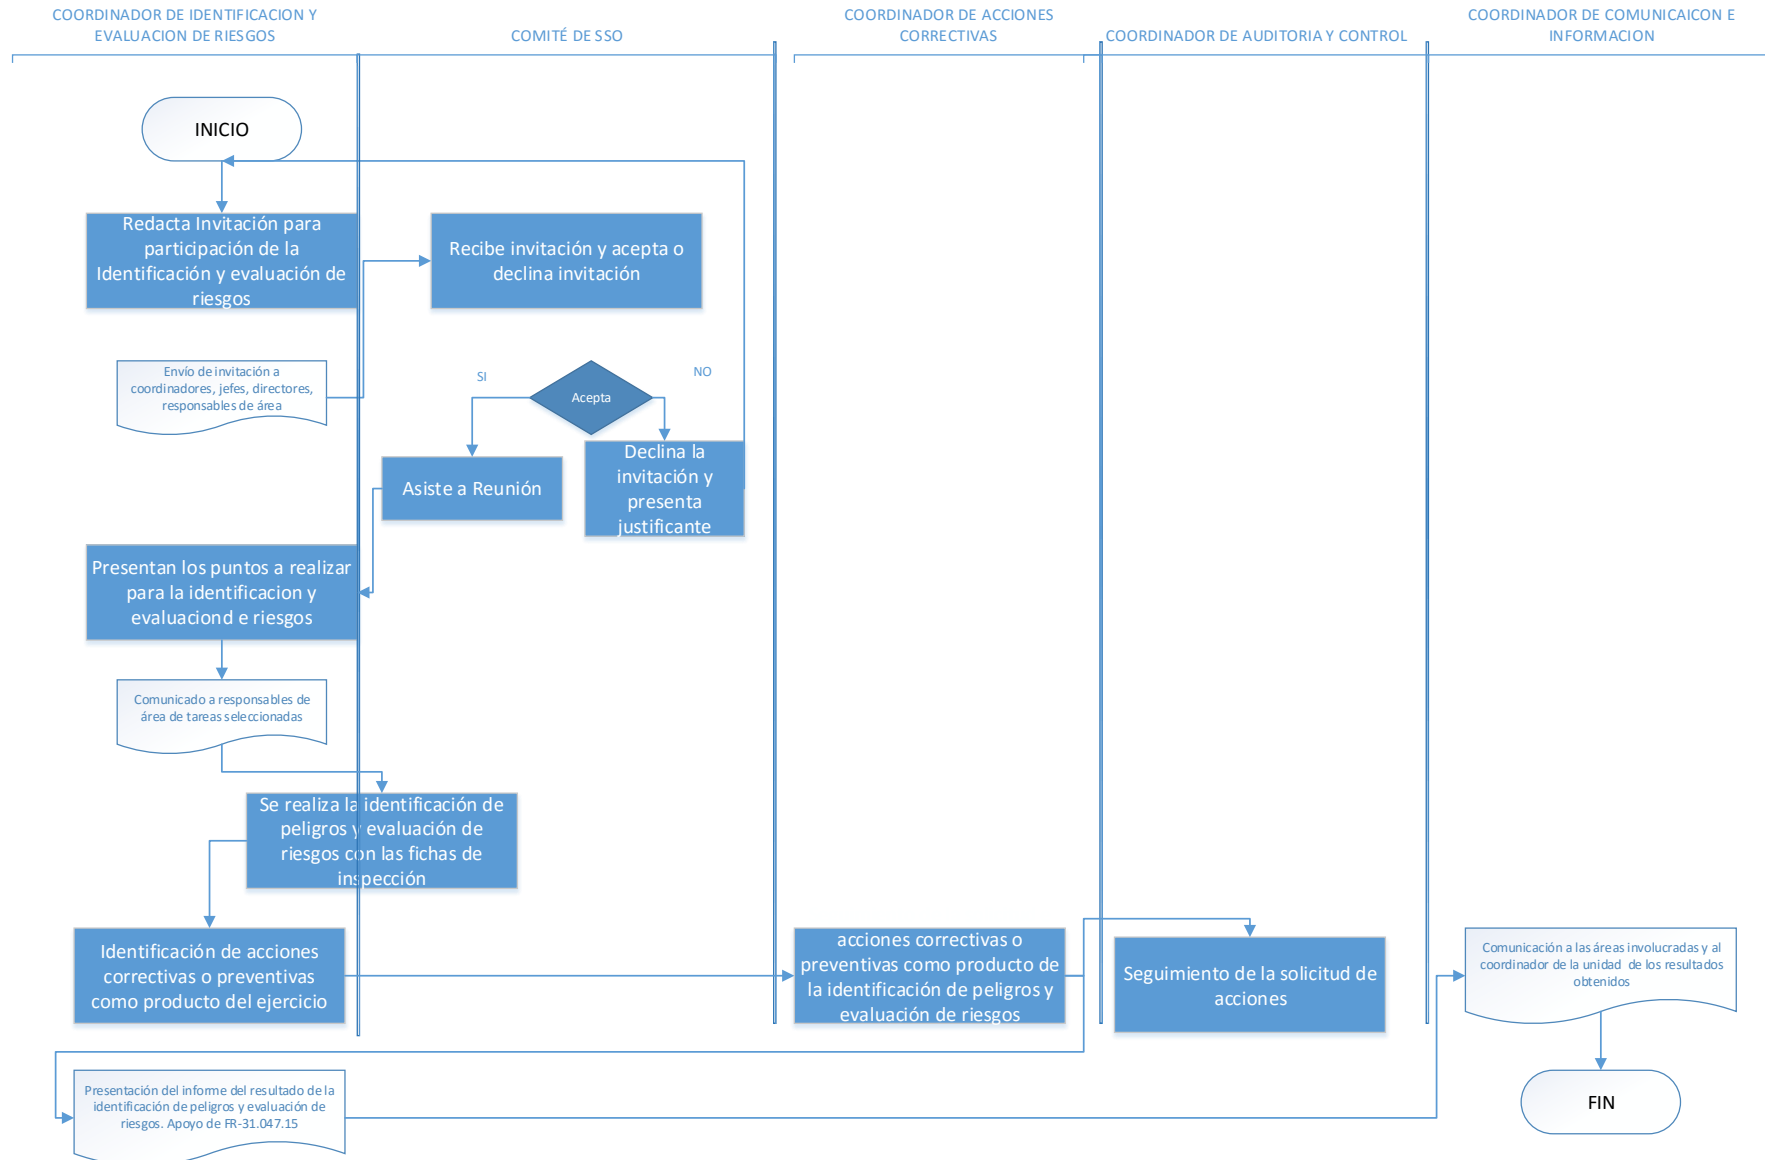 COORDINADOR DE IDENTIFICACION Y
EVALUACION DE RIESGOS
COMITÉ DE SSO
COORDINADOR DE ACCIONES
CORRECTIVAS
COORDINADOR DE AUDITORIA Y CONTROL
COORDINADOR DE COMUNICAICON E
INFORMACION
INICIO
Redacta Invitación para
participación de la
Identificación y evaluación de
riesgos
Recibe invitación y acepta o
declina invitación
Envío de invitación a
coordinadores, jefes, directores,
responsables de área
SI
Acepta
NO
Asiste a Reunión
Declina la
invitación y
presenta
justificante
Presentan los puntos a realizar
para la identificacion y
evaluaciond e riesgos
Comunicado a responsables de
área de tareas seleccionadas
Se realiza la identificación de
peligros y evaluación de
riesgos con las fichas de
inspección
Identificación de acciones
correctivas o preventivas
como producto del ejercicio
acciones correctivas o
preventivas como producto de
la identificación de peligros y
evaluación de riesgos
Seguimiento de la solicitud de
acciones
Comunicación a las áreas involucradas y al
coordinador de la unidad de los resultados
obtenidos
Presentación del informe del resultado de la
identificación de peligros y evaluación de
riesgos. Apoyo de FR-31.047.15
FIN